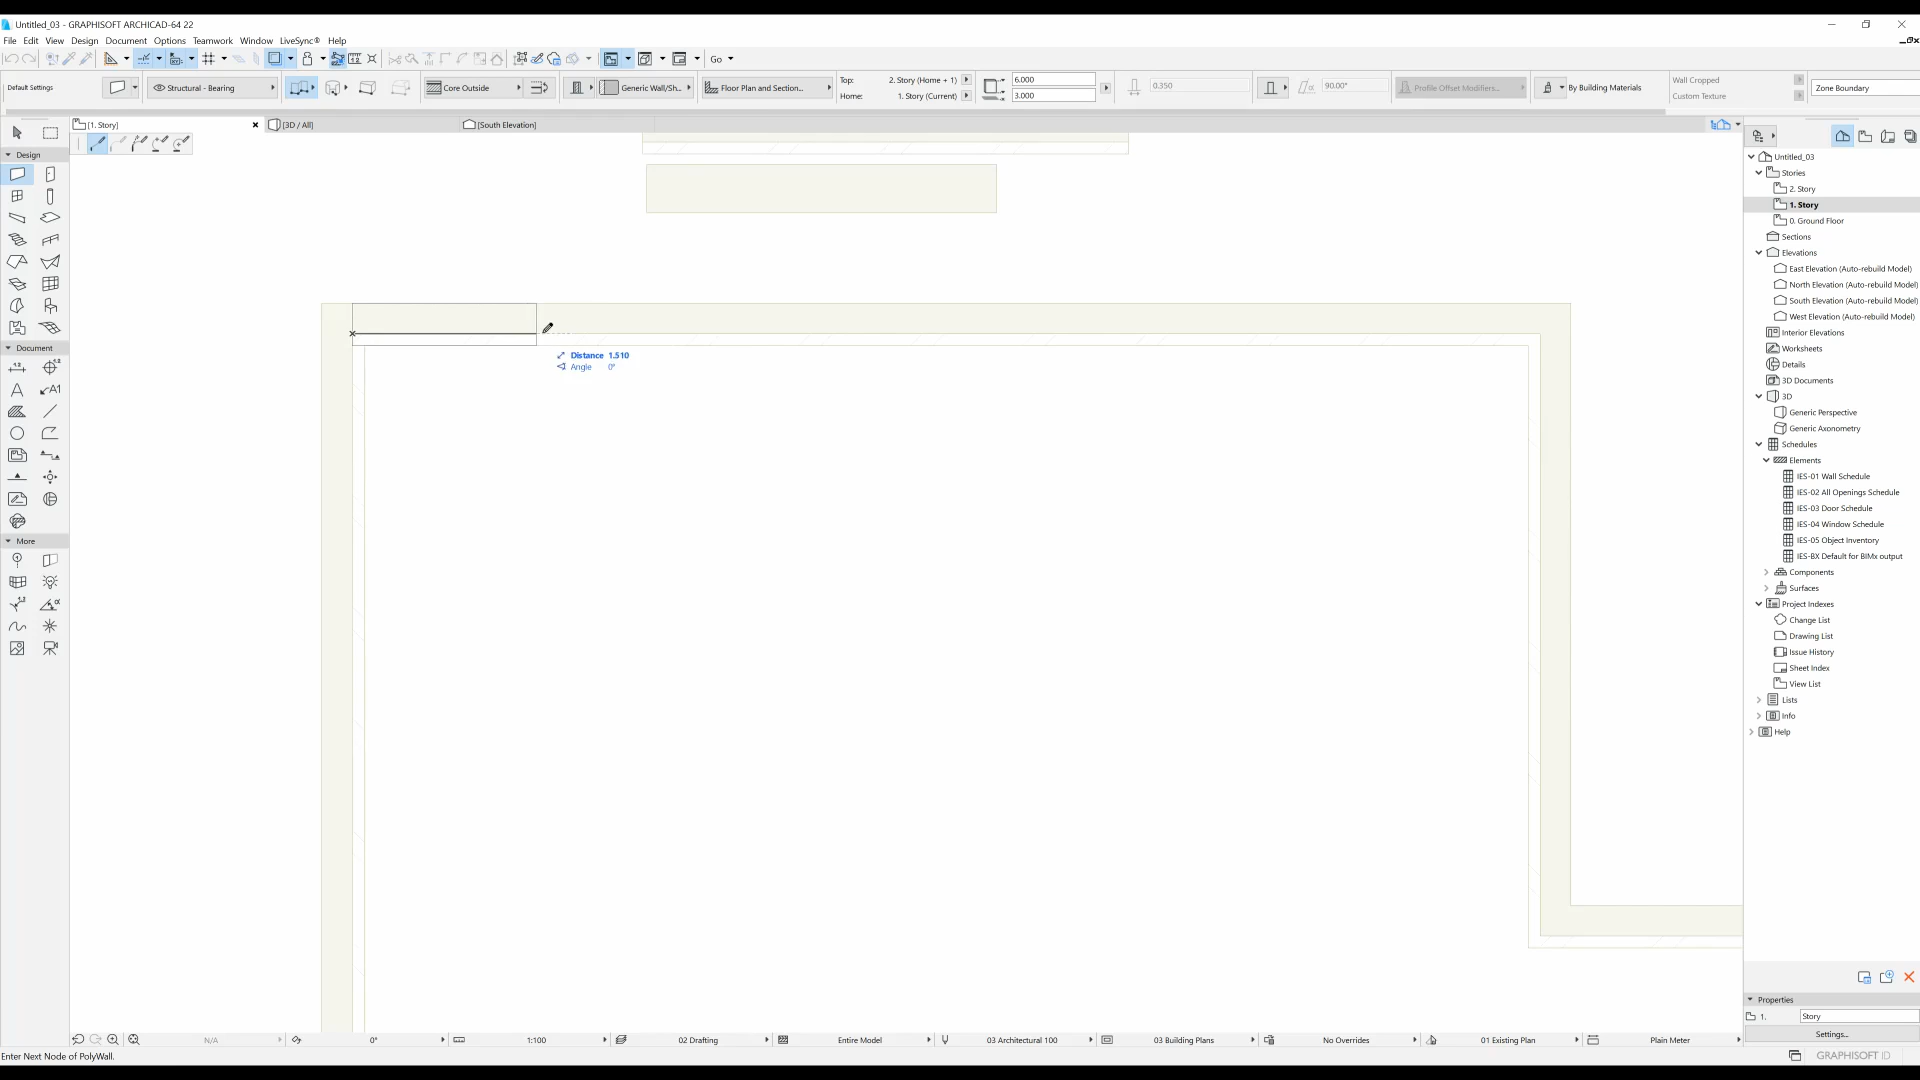 Untitled_03 - GRAPHISOFT ARCHICAD-64 22
File Edit View Design Document Options Teamwork Window LiveSync® Help
Go
Default Settings
Structural - Bearing
Core Outside
Generic Wall/Sh...
Floor Plan and Section...
Top: 2. Story (Home + 1)
Home: 1. Story (Current)
6.000
3.000
0.350
90.00°
Profile Offset Modifiers...
By Building Materials
Wall Cropped
Custom Texture
Zone Boundary
[1. Story]
[3D / All]
[South Elevation]
Design
Document
A
A1
More
Distance 1.510
Angle 0°
Untitled_03
Stories
2. Story
1. Story
0. Ground Floor
Sections
Elevations
East Elevation (Auto-rebuild Model)
North Elevation (Auto-rebuild Model)
South Elevation (Auto-rebuild Model)
West Elevation (Auto-rebuild Model)
Interior Elevations
Worksheets
Details
3D Documents
3D
Generic Perspective
Generic Axonometry
Schedules
Elements
IES-01 Wall Schedule
IES-02 All Openings Schedule
IES-03 Door Schedule
IES-04 Window Schedule
IES-05 Object Inventory
IES-BX Default for BIMx output
Components
Surfaces
Project Indexes
Change List
Drawing List
Issue History
Sheet Index
View List
Lists
Info
Help
Properties
1. Story
Settings...
N/A
0°
1:100
02 Drafting
Entire Model
03 Architectural 100
03 Building Plans
No Overrides
01 Existing Plan
Plain Meter
Enter Next Node of PolyWall.
GRAPHISOFT ID